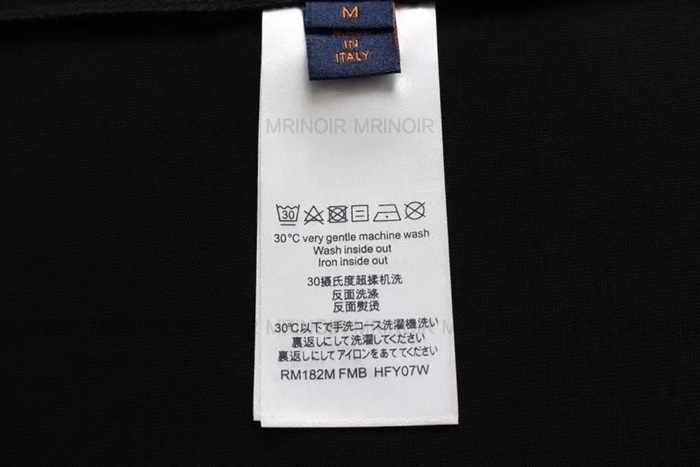 M
IN
ITALY
MRINOIR MRINOIR
30
30°C very gentle machine wash
Wash inside out
Iron inside out
30摄氏度超揉机洗
反面洗涤
反面熨烫
30℃以下で手洗コース洗濯機洗い
裏返しにして洗濯してください
裏返しにしてアイロンをあててください
RM182M FMB HFY07W